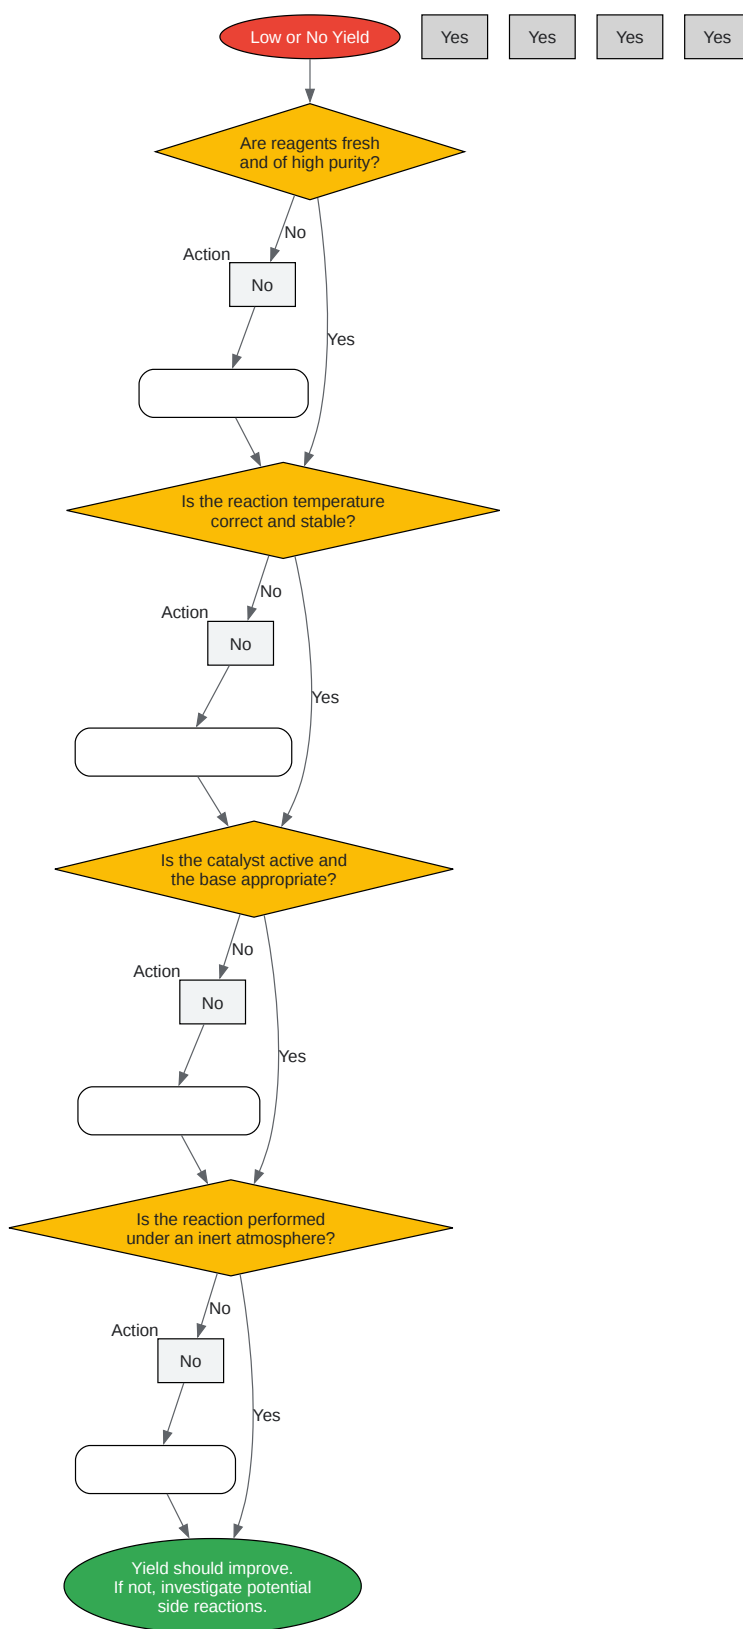 Low or No Yield
Yes
Yes
Yes
Yes
Are reagents fresh
and of high purity?
No
Action
No
Yes
Is the reaction temperature
correct and stable?
No
Action
No
Yes
Is the catalyst active and
the base appropriate?
No
Action
No
Yes
Is the reaction performed
under an inert atmosphere?
No
Action
No
Yes
Yield should improve.
If not, investigate potential
side reactions.